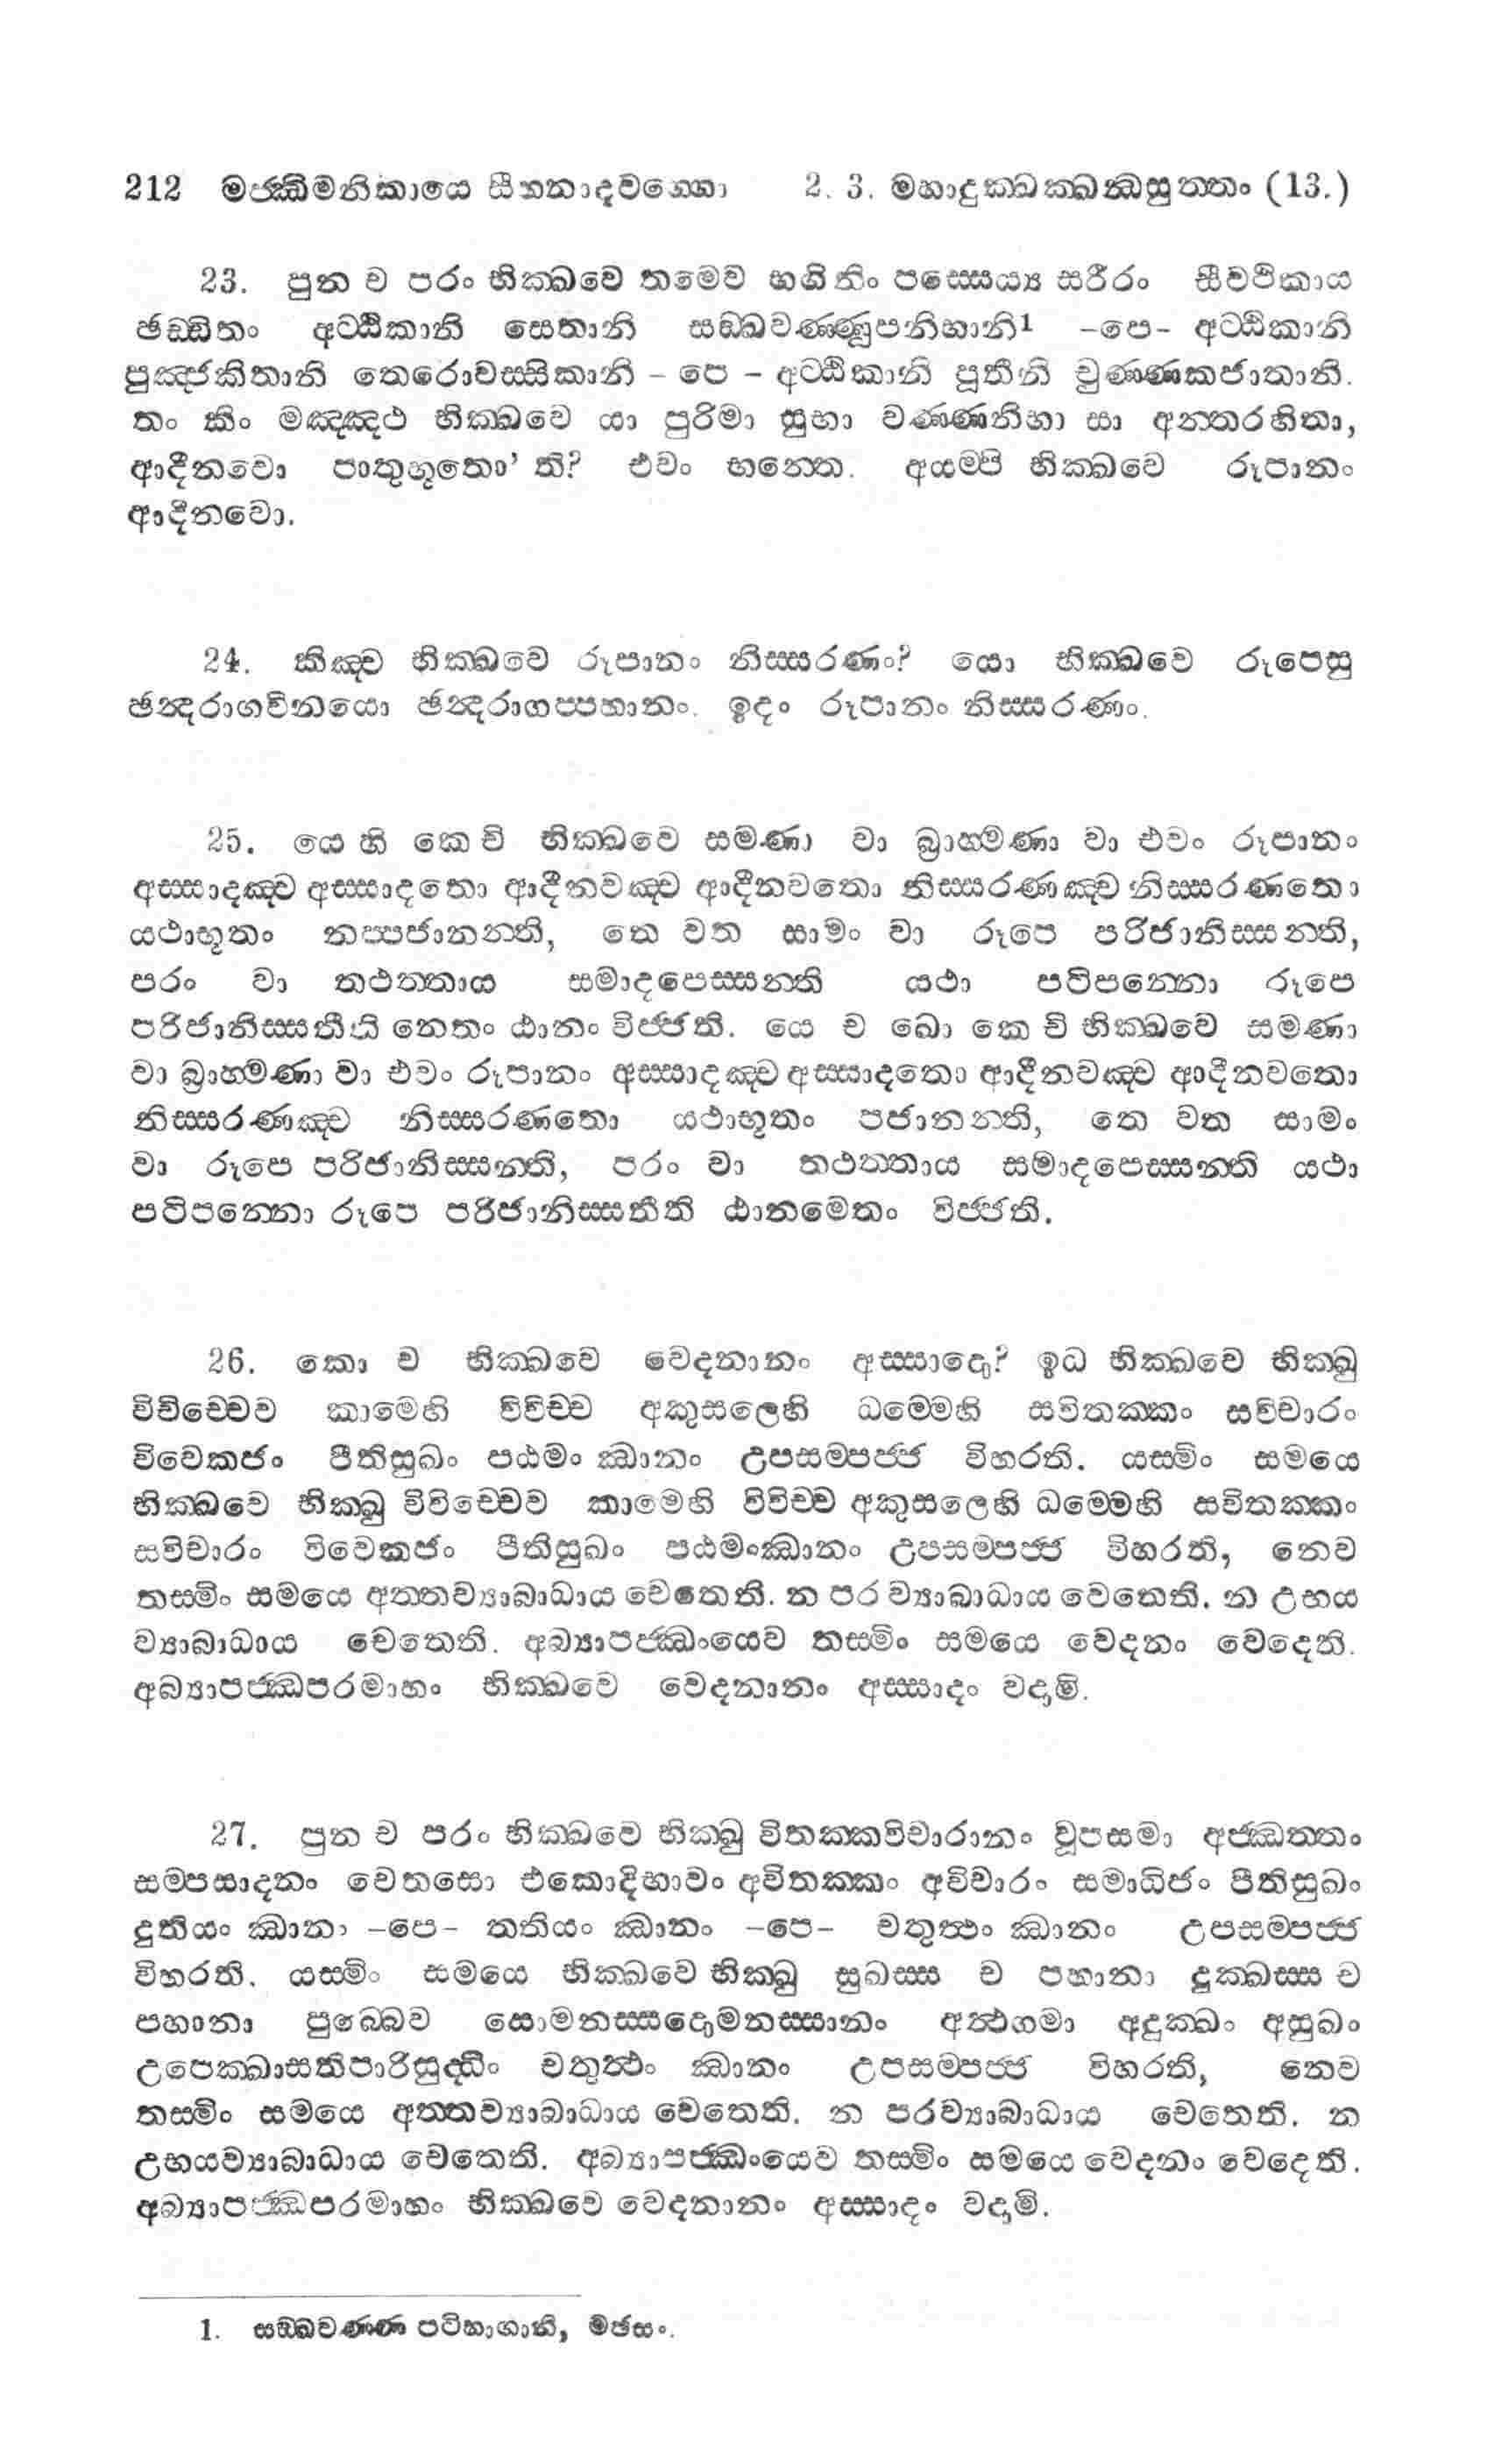 212 මජ්ඣිමනිකායෙ සීහනාදවග්ගො 2. 3. මහාදුක්ඛක්ඛන්ධසුත්තං (13.)
23. පුන ච පරං භික්ඛවෙ තමෙව භගිනිං පස්සෙය්‍ය සරීරං සීවථිකාය
ඡඩ්ඩිතං අට්ඨිකානි සෙතානි සඞ්ඛවණ්ණූපනිභානි1 -පෙ- අට්ඨිකානි
පුඤ්ජකිතානි තෙරොවස්සිකානි - පෙ - අට්ඨිකානි පූතීනි චුණ්ණකජාතානි.
තං කිං මඤ්ඤථ භික්ඛවෙ යා පුරිමා සුභා වණ්ණනිභා සා අන්තරහිතා,
ආදීනවො පාතුභූතො’ ති? එවං භන්තෙ. අයම්පි භික්ඛවෙ රූපානං
ආදීනවො.
24. කිඤ්ච භික්ඛවෙ රූපානං නිස්සරණං? යො භික්ඛවෙ රූපෙසු
ඡන්දරාගවිනයො ඡන්දරාගප්පහානං. ඉදං රූපානං නිස්සරණං.
25. යෙ හි කෙ චි භික්ඛවෙ සමණා වා බ්‍රාහ්මණා වා එවං රූපානං
අස්සාදඤ්ච අස්සාදතො ආදීනවඤ්ච ආදීනවතො නිස්සරණඤ්ච නිස්සරණතො
යථාභූතං නප්පජානන්ති, තෙ වත සාමං වා රූපෙ පරිජානිස්සන්ති,
පරං වා තථත්තාය සමාදපෙස්සන්ති යථා පටිපන්නො රූපෙ
පරිජානිස්සතීති නෙතං ඨානං විජ්ජති. යෙ ච ඛො කෙ චි භික්ඛවෙ සමණා
වා බ්‍රාහ්මණා වා එවං රූපානං අස්සාදඤ්ච අස්සාදතො ආදීනවඤ්ච ආදීනවතො
නිස්සරණඤ්ච නිස්සරණතො යථාභූතං පජානන්ති, තෙ වත සාමං
වා රූපෙ පරිජානිස්සන්ති, පරං වා තථත්තාය සමාදපෙස්සන්ති යථා
පටිපන්නො රූපෙ පරිජානිස්සතීති ඨානමෙතං විජ්ජති.
26. කො ච භික්ඛවෙ වෙදනානං අස්සාදො? ඉධ භික්ඛවෙ භික්ඛු
විවිච්චෙව කාමෙහි විවිච්ච අකුසලෙහි ධම්මෙහි සවිතක්කං සවිචාරං
විවෙකජං පීතිසුඛං පඨමං ඣානං උපසම්පජ්ජ විහරති. යස්මිං සමයෙ
භික්ඛවෙ භික්ඛු විවිච්චෙව කාමෙහි විවිච්ච අකුසලෙහි ධම්මෙහි සවිතක්කං
සවිචාරං විවෙකජං පීතිසුඛං පඨමංඣානං උපසම්පජ්ජ විහරති, නෙව
තස්මිං සමයෙ අත්තව්‍යාබාධාය චෙතෙති. න පර ව්‍යාබාධාය චෙතෙති. න උභය
ව්‍යාබාධාය චෙතෙති. අබ්‍යාපජ්ඣංයෙව තස්මිං සමයෙ වෙදනං වෙදෙති.
අබ්‍යාපජ්ඣපරමාහං භික්ඛවෙ වෙදනානං අස්සාදං වදාමි.
27. පුන ච පරං භික්ඛවෙ භික්ඛු විතක්කවිචාරානං වූපසමා අජ්ඣත්තං
සම්පසාදනං චෙතසො එකොදිභාවං අවිතක්කං අවිචාරං සමාධිජං පීතිසුඛං
දුතියං ඣානං -පෙ- තතියං ඣානං -පෙ- චතුත්ථං ඣානං උපසම්පජ්ජ
විහරති. යස්මිං සමයෙ භික්ඛවෙ භික්ඛු සුඛස්ස ච පහානා දුක්ඛස්ස ච
පහානා පුබ්බෙව සොමනස්සදොමනස්සානං අත්ථගමා අදුක්ඛං අසුඛං
උපෙක්ඛාසතිපාරිසුද්ධිං චතුත්ථං ඣානං උපසම්පජ්ජ විහරති, නෙව
තස්මිං සමයෙ අත්තව්‍යාබාධාය චෙතෙති. න පරව්‍යාබාධාය චෙතෙති. න
උභයව්‍යාබාධාය චෙතෙති. අබ්‍යාපජ්ඣංයෙව තස්මිං සමයෙ වෙදනං වෙදෙති.
අබ්‍යාපජ්ඣපරමාහං භික්ඛවෙ වෙදනානං අස්සාදං වදාමි.
1. සඞ්ඛවණ්ණ පටිභාගානි, මඡසං.